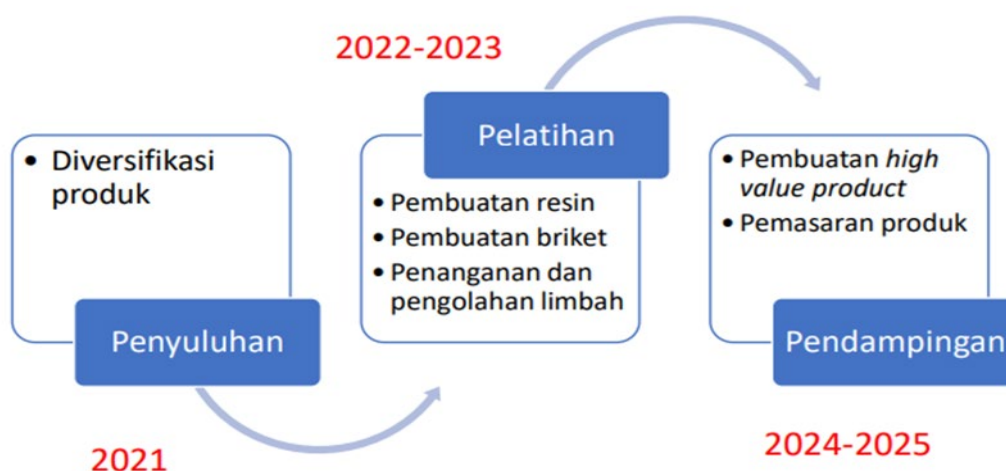 • Diversifikasi
produk
Penyuluhan
2021
2022-2023
Pelatihan
• Pembuatan resin
• Pembuatan briket
• Penanganan dan
pengolahan limbah
• Pembuatan high
value product
• Pemasaran produk
Pendampingan
2024-2025